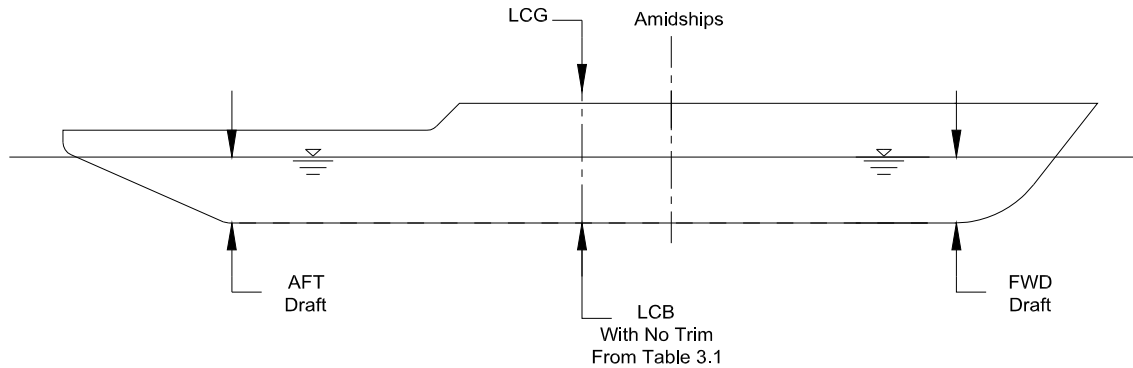 LCG
Amidships
AFT
Draft
LCB
With No Trim
From Table 3.1
FWD
Draft